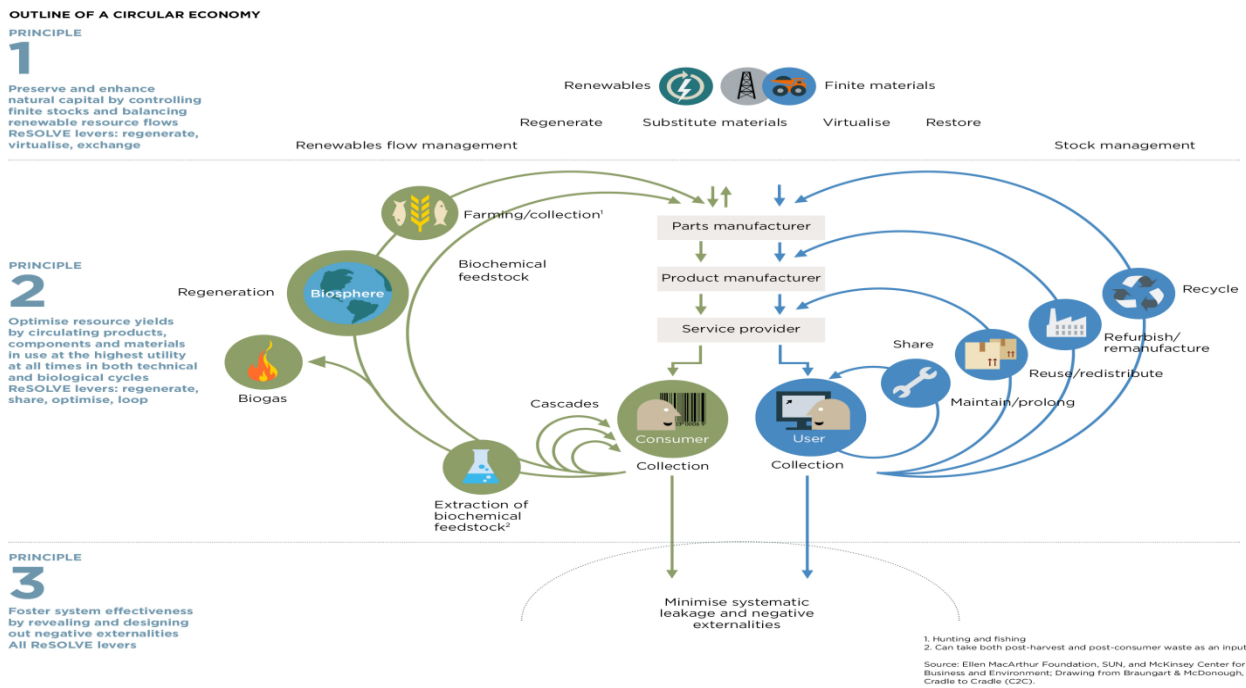 OUTLINE OF A CIRCULAR ECONOMY
PRINCIPLE
1
Preserve and enhance
natural capital by controlling
finite stocks and balancing
renewable resource flows
ReSOLVE levers: regenerate,
virtualise, exchange
Renewables
Finite materials
Regenerate
Substitute materials
Virtualise
Restore
Renewables flow management
Stock management
PRINCIPLE
2
Optimise resource yields
by circulating products,
components and materials
in use at the highest utility
at all times in both technical
and biological cycles
ReSOLVE levers: regenerate,
share, optimise, loop
Farming/collection¹
Biochemical
feedstock
Regeneration
Biosphere
Biogas
Cascades
Extraction of
biochemical
feedstock²
Parts manufacturer
Product manufacturer
Service provider
Consumer
Collection
User
Collection
Share
Maintain/prolong
Reuse/redistribute
Refurbish/
remanufacture
Recycle
PRINCIPLE
3
Foster system effectiveness
by revealing and designing
out negative externalities
All ReSOLVE levers
Minimise systematic
leakage and negative
externalities
1. Hunting and fishing
2. Can take both post-harvest and post-consumer waste as an input
Source: Ellen MacArthur Foundation, SUN, and McKinsey Center for
Business and Environment; Drawing from Braungart & McDonough,
Cradle to Cradle (C2C).